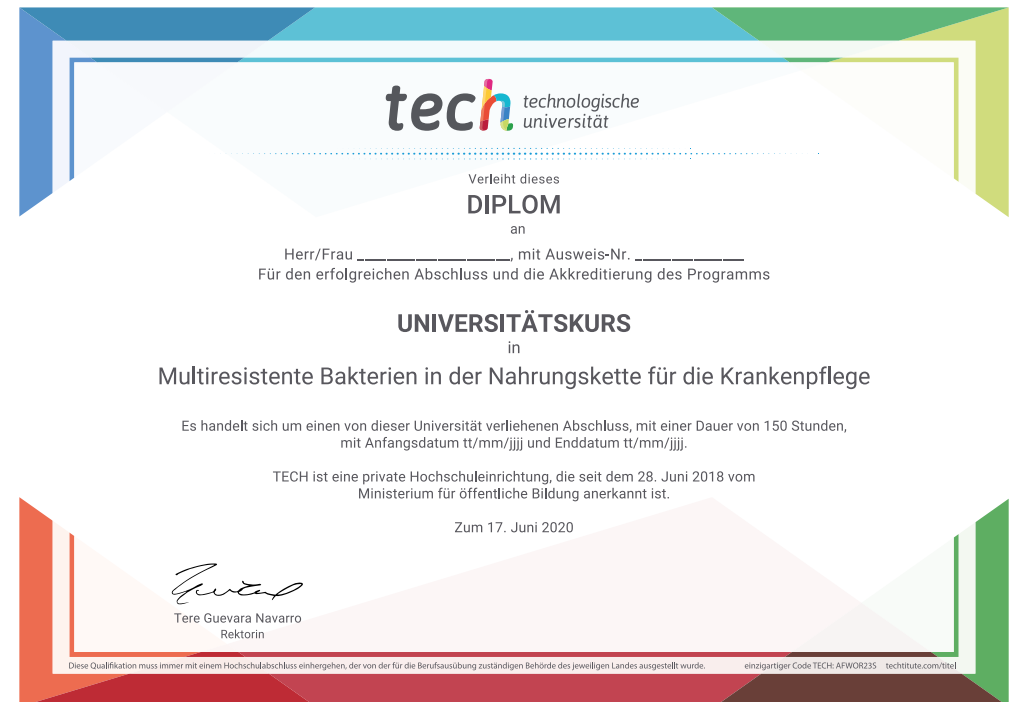 tech technologische
universität
Verleiht dieses
DIPLOM
an
Herr/Frau ____________________, mit Ausweis-Nr. ______________
Für den erfolgreichen Abschluss und die Akkreditierung des Programms
UNIVERSITÄTSKURS
in
Multiresistente Bakterien in der Nahrungskette für die Krankenpflege
Es handelt sich um einen von dieser Universität verliehenen Abschluss, mit einer Dauer von 150 Stunden,
mit Anfangsdatum tt/mm/jjjj und Enddatum tt/mm/jjjj.
TECH ist eine private Hochschuleinrichtung, die seit dem 28. Juni 2018 vom
Ministerium für öffentliche Bildung anerkannt ist.
Zum 17. Juni 2020
Tere Guevara Navarro
Rektorin
Diese Qualifikation muss immer mit einem Hochschulabschluss einhergehen, der von der für die Berufsausübung zuständigen Behörde des jeweiligen Landes ausgestellt wurde. einzigartiger Code TECH: AFWOR23S techtitute.com/titel